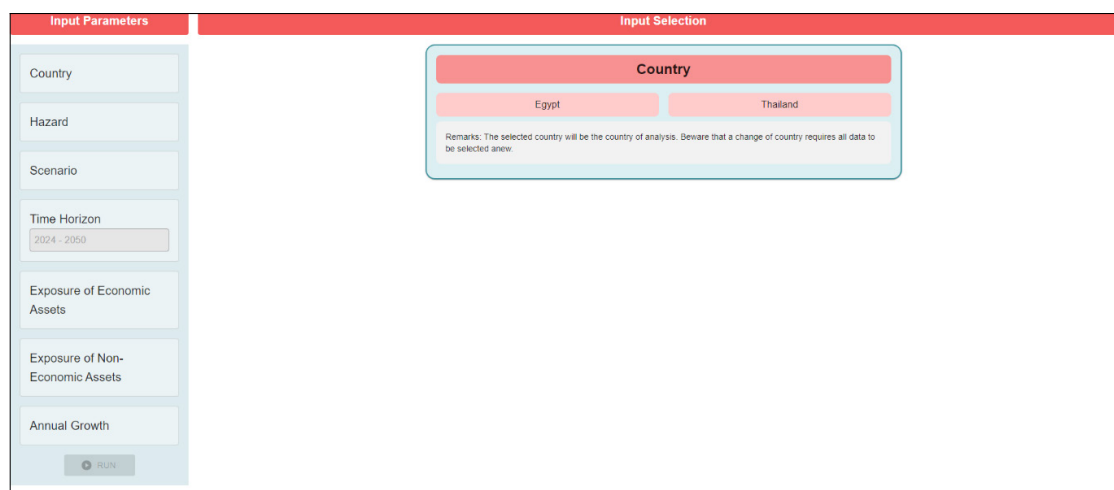 Input Parameters
Input Selection
Country
Hazard
Scenario
Time Horizon
2024 - 2050
Exposure of Economic
Assets
Exposure of Non-
Economic Assets
Annual Growth
RUN
Country
Egypt
Thailand
Remarks: The selected country will be the country of analysis. Beware that a change of country requires all data to
be selected anew.